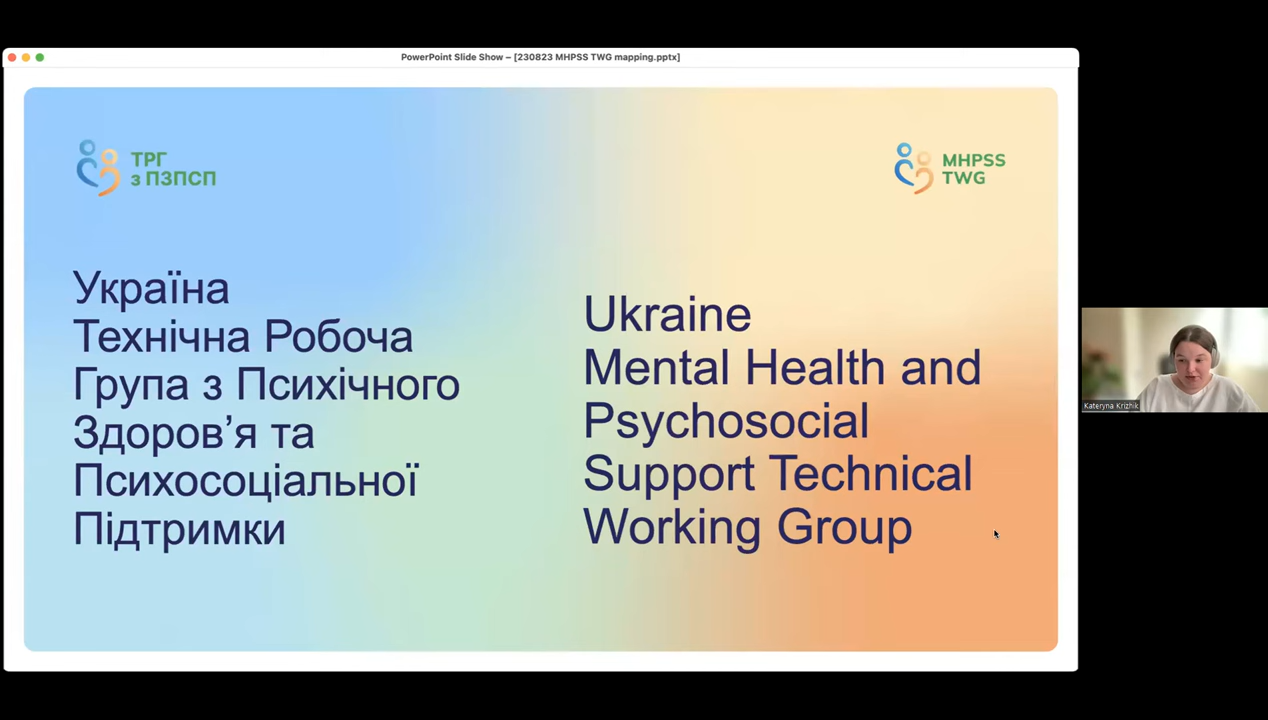 PowerPoint Slide Show – [230823 MHPSS TWG mapping.pptx]
ТРГ
з ПЗПСП
MHPSS
TWG
Україна
Технічна Робоча
Група з Психічного
Здоров’я та
Психосоціальної
Підтримки
Ukraine
Mental Health and
Psychosocial
Support Technical
Working Group
Kateryna Krizhik